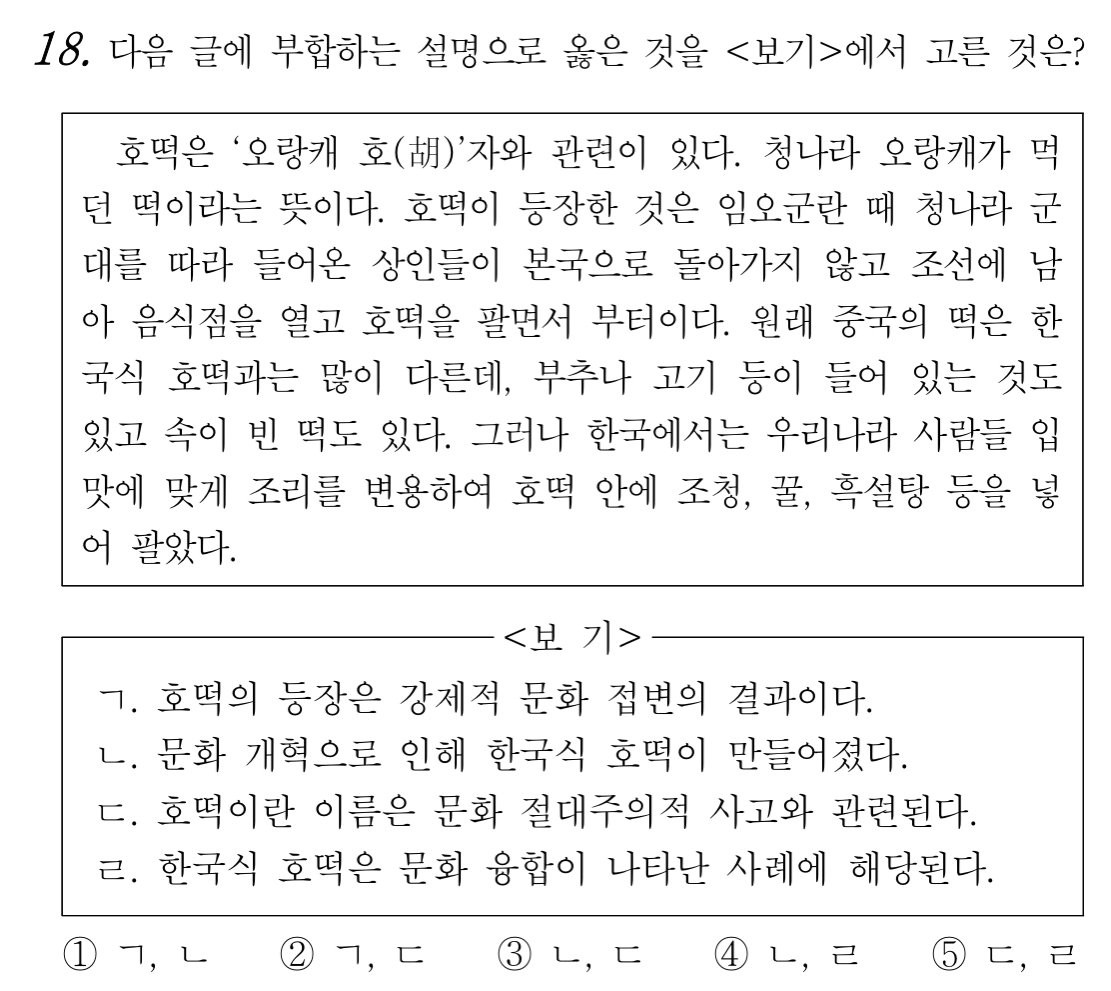 18. 다음 글에 부합하는 설명으로 옳은 것을 <보기>에서 고른 것은?
호떡은 ‘오랑캐 호(胡)’자와 관련이 있다. 청나라 오랑캐가 먹
던 떡이라는 뜻이다. 호떡이 등장한 것은 임오군란 때 청나라 군
대를 따라 들어온 상인들이 본국으로 돌아가지 않고 조선에 남
아 음식점을 열고 호떡을 팔면서 부터이다. 원래 중국의 떡은 한
국식 호떡과는 많이 다른데, 부추나 고기 등이 들어 있는 것도
있고 속이 빈 떡도 있다. 그러나 한국에서는 우리나라 사람들 입
맛에 맞게 조리를 변용하여 호떡 안에 조청, 꿀, 흑설탕 등을 넣
어 팔았다.
<보 기>
ㄱ. 호떡의 등장은 강제적 문화 접변의 결과이다.
ㄴ. 문화 개혁으로 인해 한국식 호떡이 만들어졌다.
ㄷ. 호떡이란 이름은 문화 절대주의적 사고와 관련된다.
ㄹ. 한국식 호떡은 문화 융합이 나타난 사례에 해당된다.
① ㄱ, ㄴ ② ㄱ, ㄷ ③ ㄴ, ㄷ ④ ㄴ, ㄹ ⑤ ㄷ, ㄹ